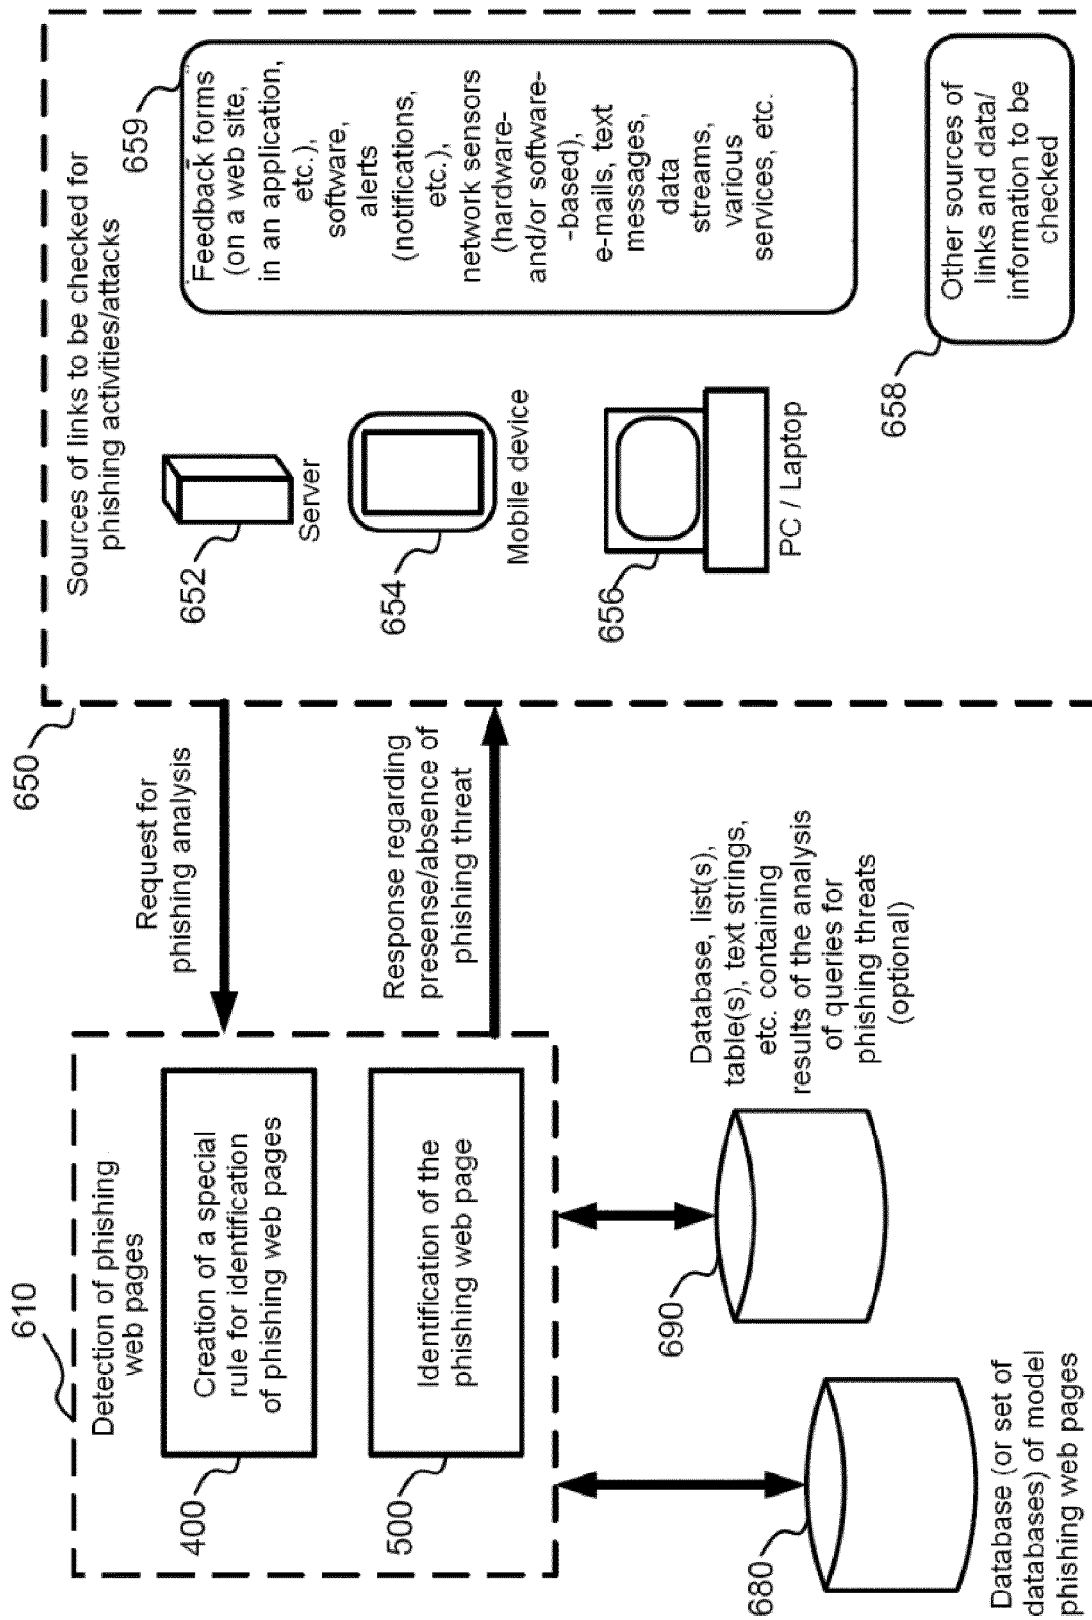 610
Detection of phishing
web pages
400
Creation of a special
rule for identification
of phishing web pages
500
Identification of the
phishing web page
680
Database (or set of
databases) of model
phishing web pages
690
Database, list(s),
table(s), text strings,
etc. containing
results of the analysis
of queries for
phishing threats
(optional)
Request for
phishing analysis
Response regarding
presense/absence of
phishing threat
650
Sources of links to be checked for
phishing activities/attacks
652
Server
654
Mobile device
656
PC / Laptop
659
Feedback forms
(on a web site,
in an application,
etc.),
software,
alerts
(notifications,
etc.),
network sensors
(hardware-
and/or software-
-based),
e-mails, text
messages,
data
streams,
various
services, etc.
658
Other sources of
links and data/
information to be
checked